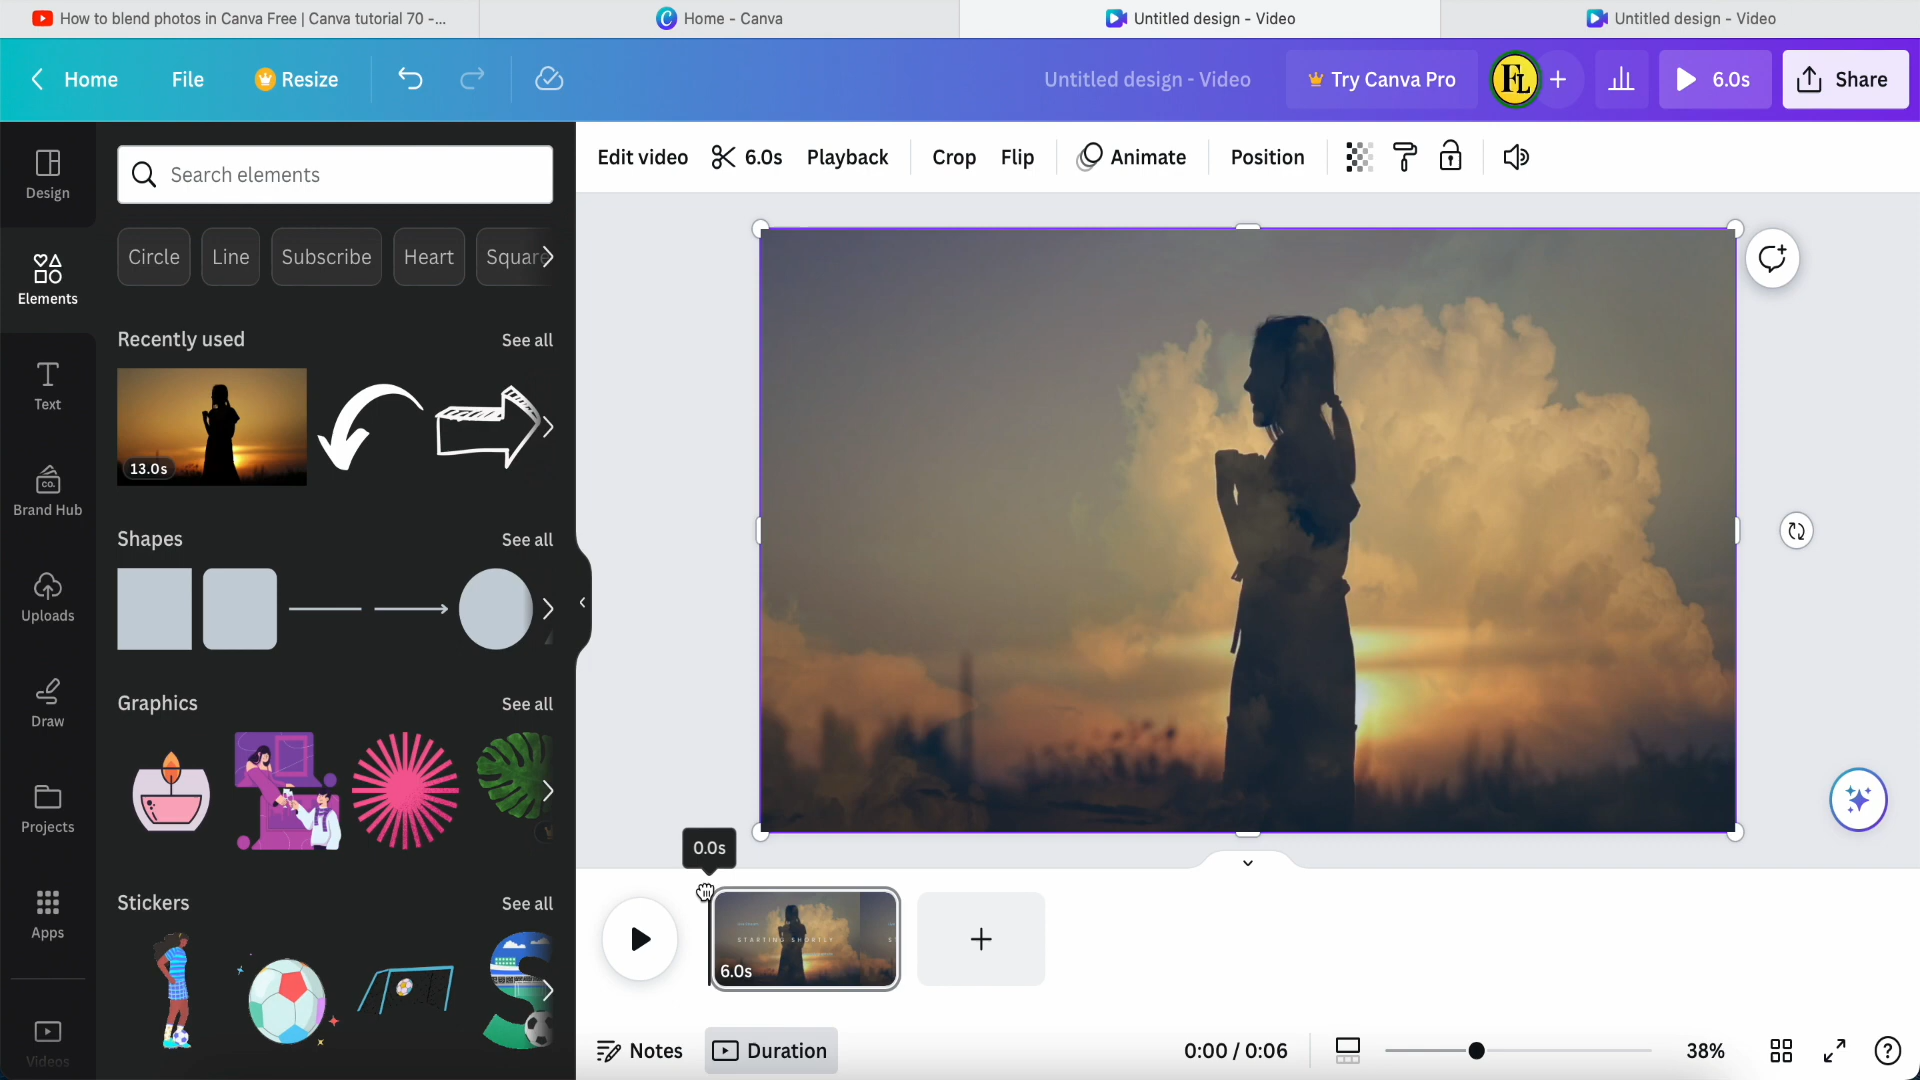 How to blend photos in Canva Free | Canva tutorial 70 -...
Home - Canva
Untitled design - Video
Untitled design - Video
Home
File
Resize
Untitled design - Video
Try Canva Pro
FL
6.0s
Share
Design
Elements
Text
Brand Hub
CO.
Uploads
Draw
Projects
Apps
Videos
Search elements
Circle
Line
Subscribe
Heart
Square
Recently used
See all
13.0s
Shapes
See all
Graphics
See all
Stickers
See all
Edit video
6.0s
Playback
Crop
Flip
Animate
Position
0.0s
STARTING SHORTLY
6.0s
Notes
Duration
0:00 / 0:06
38%